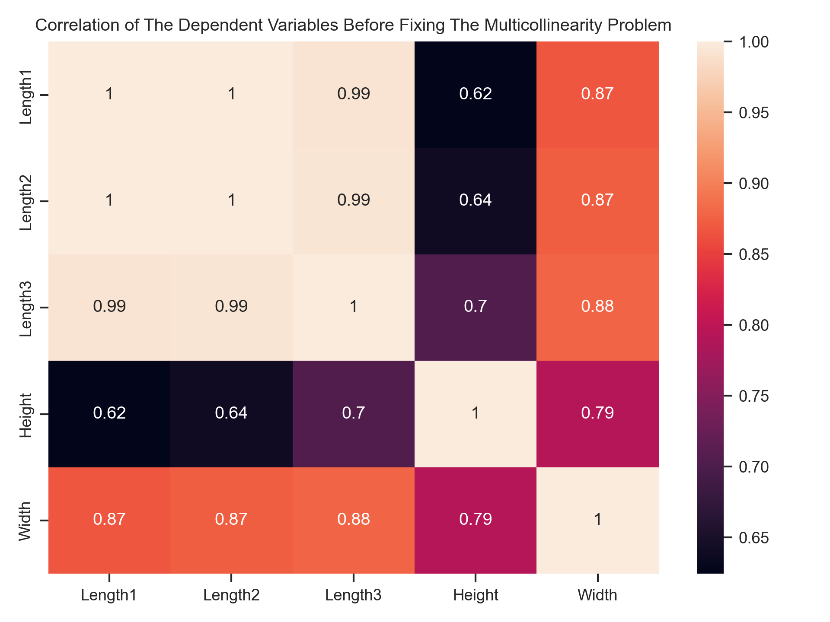 Correlation of The Dependent Variables Before Fixing The Multicollinearity Problem
Length1 1 1 0.99 0.62 0.87
Length2 1 1 0.99 0.64 0.87
Length3 0.99 0.99 1 0.7 0.88
Height 0.62 0.64 0.7 1 0.79
Width 0.87 0.87 0.88 0.79 1
Length1 Length2 Length3 Height Width
1.00
0.95
0.90
0.85
0.80
0.75
0.70
0.65